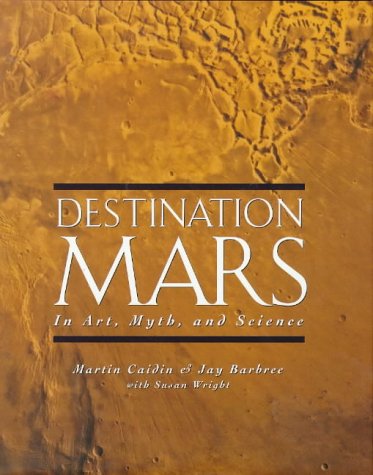 DESTINATION
MARS
In Art, Myth, and Science
Martin Caidin & Jay Barbree
with Susan Wright